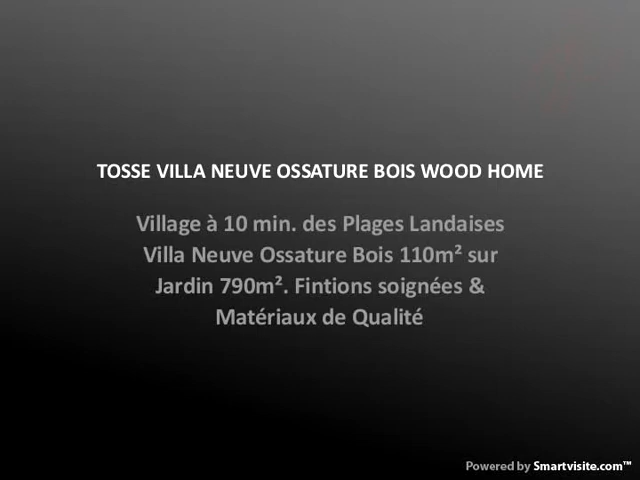 TOSSE VILLA NEUVE OSSATURE BOIS WOOD HOME
Village à 10 min. des Plages Landaises
Villa Neuve Ossature Bois 110m² sur
Jardin 790m². Fintions soignées &
Matériaux de Qualité
Powered by Smartvisite.com™